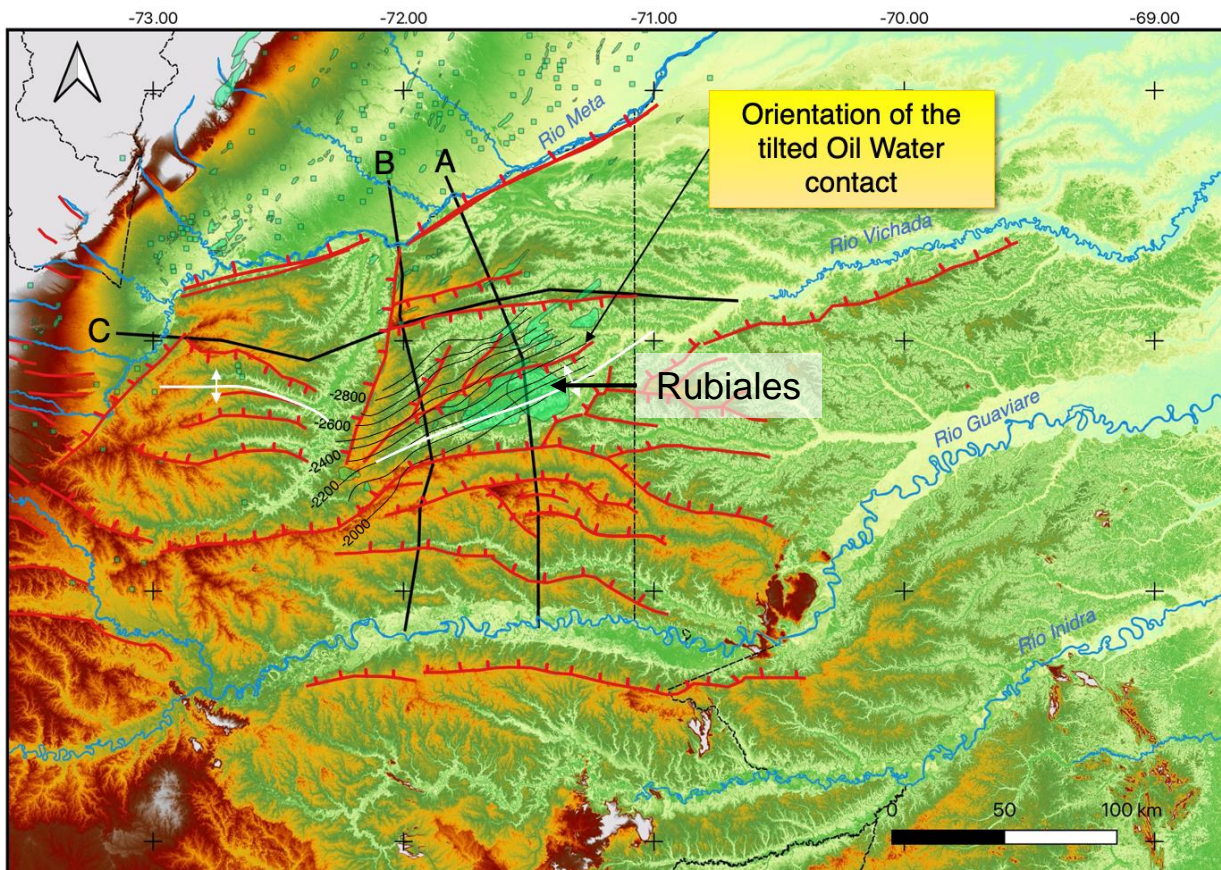 -73.00
-72.00
-71.00
-70.00
-69.00
Orientation of the
tilted Oil Water
contact
Rio Meta
B
A
Rio Vichada
C
Rubiales
-2800
-2600
-2400
-2200
-2000
Rio Guaviare
Rio Inidra
0
50
100 km